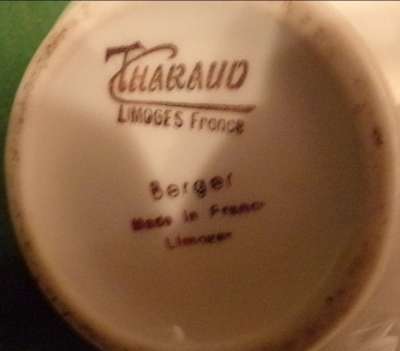 THARAUD
LIMOGES France
Berger
Made in France
Limoges